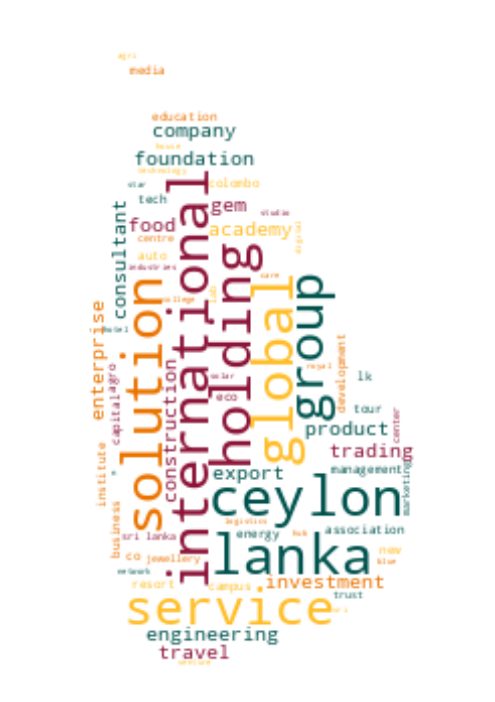 agri
media
education
company
house
foundation
technology
star
colombo
tech
gem
studio
consultant
food
academy
digital
centre
international
holding
auto
industries
care
solution
global
group
college
lab
enterprise
hotel
development
construction
royal
agro
capital
solar
lk
eco
tour
center
product
trading
institute
export
management
marketing
ceylon
business
logistics
energy
hub
association
sri lanka
lanka
co
jewellery
new
blue
network
resort
campus
investment
trust
service
sri
engineering
travel
venture